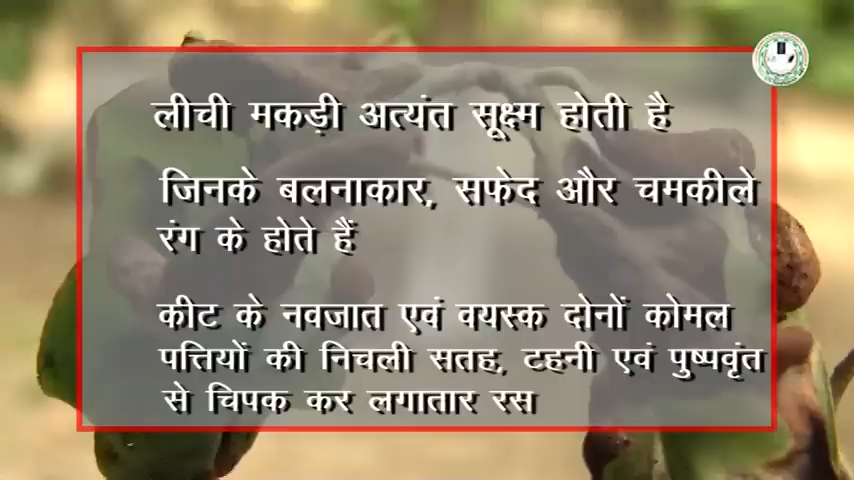 लीची मकड़ी अत्यंत सूक्ष्म होती है
जिनके बलनाकार, सफेद और चमकीले
रंग के होते हैं
कीट के नवजात एवं वयस्क दोनों कोमल
पत्तियों की निचली सतह, टहनी एवं पुष्पवृंत
से चिपक कर लगातार रस